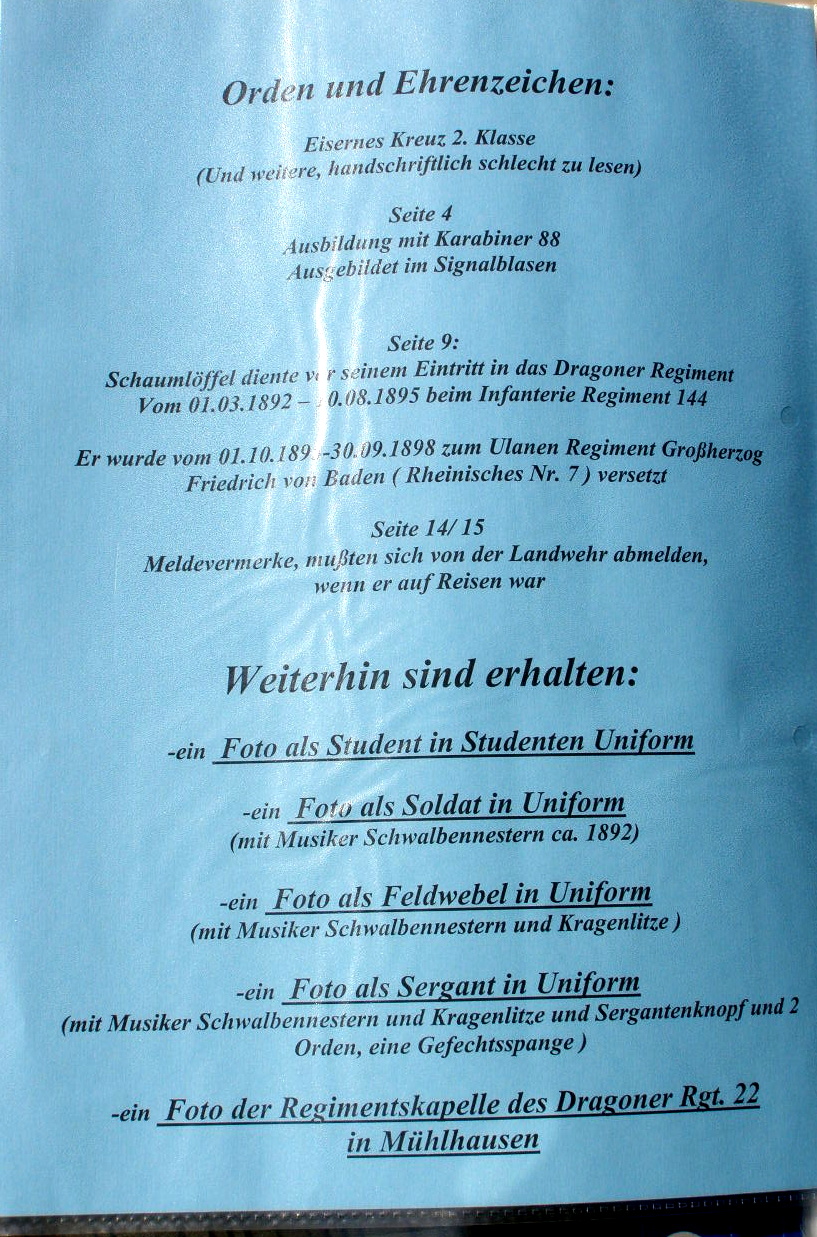 Orden und Ehrenzeichen:
Eisernes Kreuz 2. Klasse
(Und weitere, handschriftlich schlecht zu lesen)
Seite 4
Ausbildung mit Karabiner 88
Ausgebildet im Signalblasen
Seite 9:
Schaumlöffel diente vor seinem Eintritt in das Dragoner Regiment
Vom 01.03.1892 – beim Infanterie Regiment 144
Er wurde vom -30.09.1898 zum Ulanen Regiment Großherzog
Friedrich von Baden ( Rheinisches Nr. 7 ) versetzt
Seite 14/ 15
Meldevermerke, mußten sich von der Landwehr abmelden,
wenn er auf Reisen war
Weiterhin sind erhalten:
-ein Foto als Student in Studenten Uniform
-ein Foto als Soldat in Uniform
(mit Musiker Schwalbennestern ca. 1892)
-ein Foto als Feldwebel in Uniform
(mit Musiker Schwalbennestern und Kragenlitze )
-ein Foto als Sergant in Uniform
(mit Musiker Schwalbennestern und Kragenlitze und Sergantenknopf und 2
Orden, eine Gefechtsspange )
-ein Foto der Regimentskapelle des Dragoner Rgt. 22
in Mühlhausen